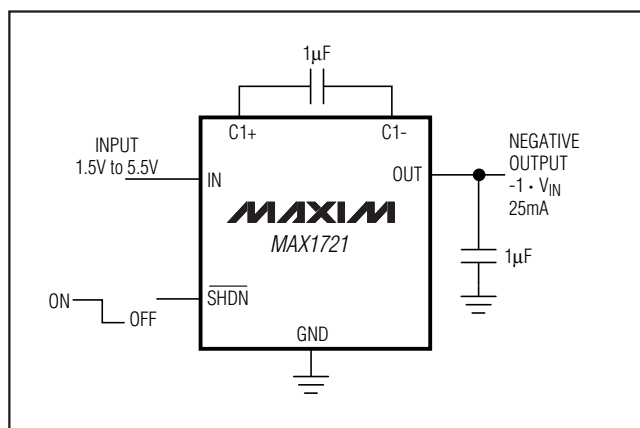 1µF
C1+
C1-
INPUT
1.5V to 5.5V
IN
OUT
NEGATIVE
OUTPUT
-1 • VIN
25mA
MAXIM
MAX1721
1µF
ON
OFF
SHDN
GND